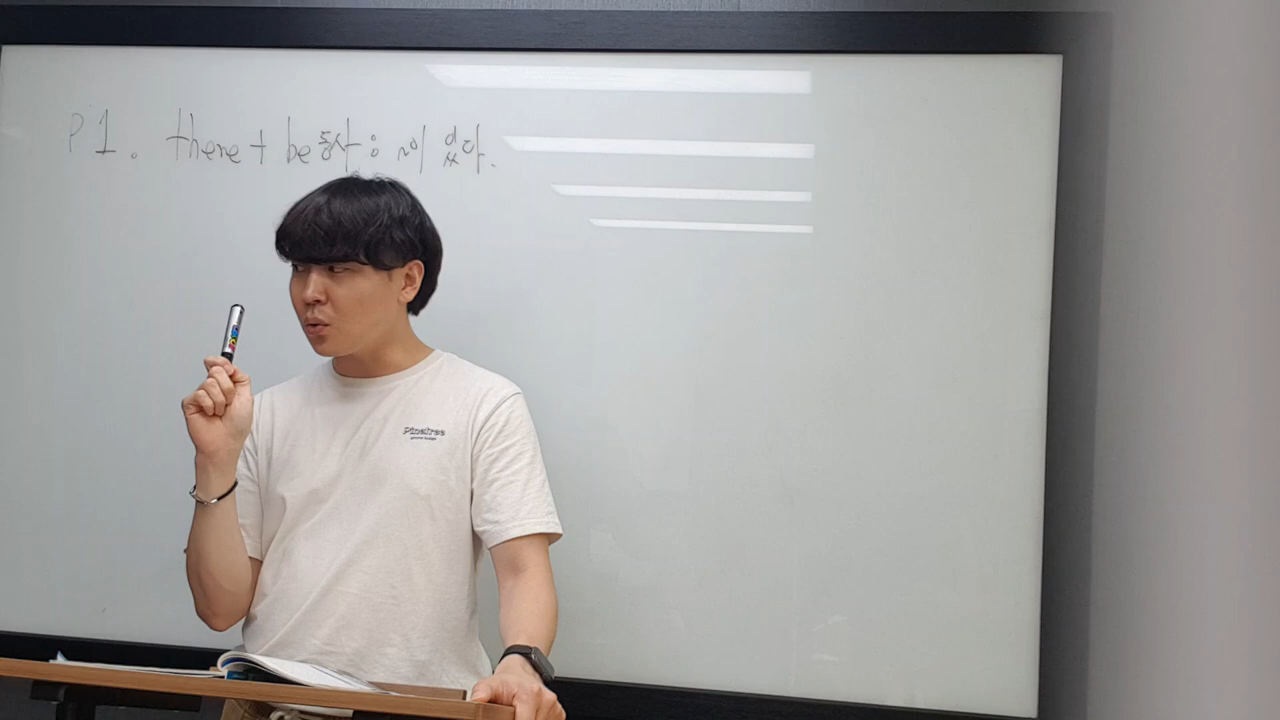 P1. there + be동사 : ~이 있다.
Pinetree